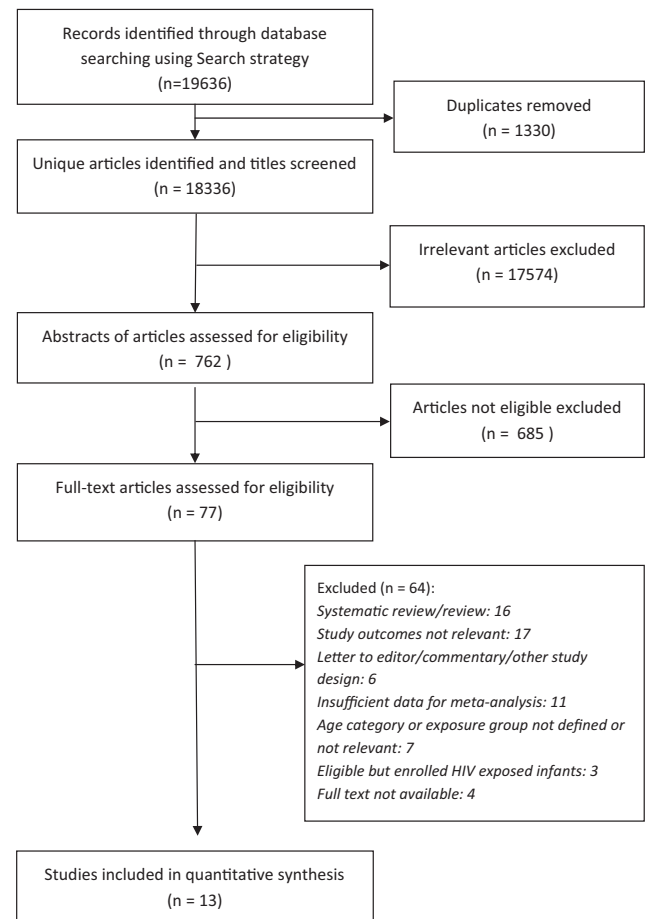 Records identified through database
searching using Search strategy
(n=19636)
Duplicates removed
(n = 1330)
Unique articles identified and titles screened
(n = 18336)
Irrelevant articles excluded
(n = 17574)
Abstracts of articles assessed for eligibility
(n = 762 )
Articles not eligible excluded
(n = 685 )
Full-text articles assessed for eligibility
(n = 77)
Excluded (n = 64):
Systematic review/review: 16
Study outcomes not relevant: 17
Letter to editor/commentary/other study
design: 6
Insufficient data for meta-analysis: 11
Age category or exposure group not defined or
not relevant: 7
Eligible but enrolled HIV exposed infants: 3
Full text not available: 4
Studies included in quantitative synthesis
(n = 13)